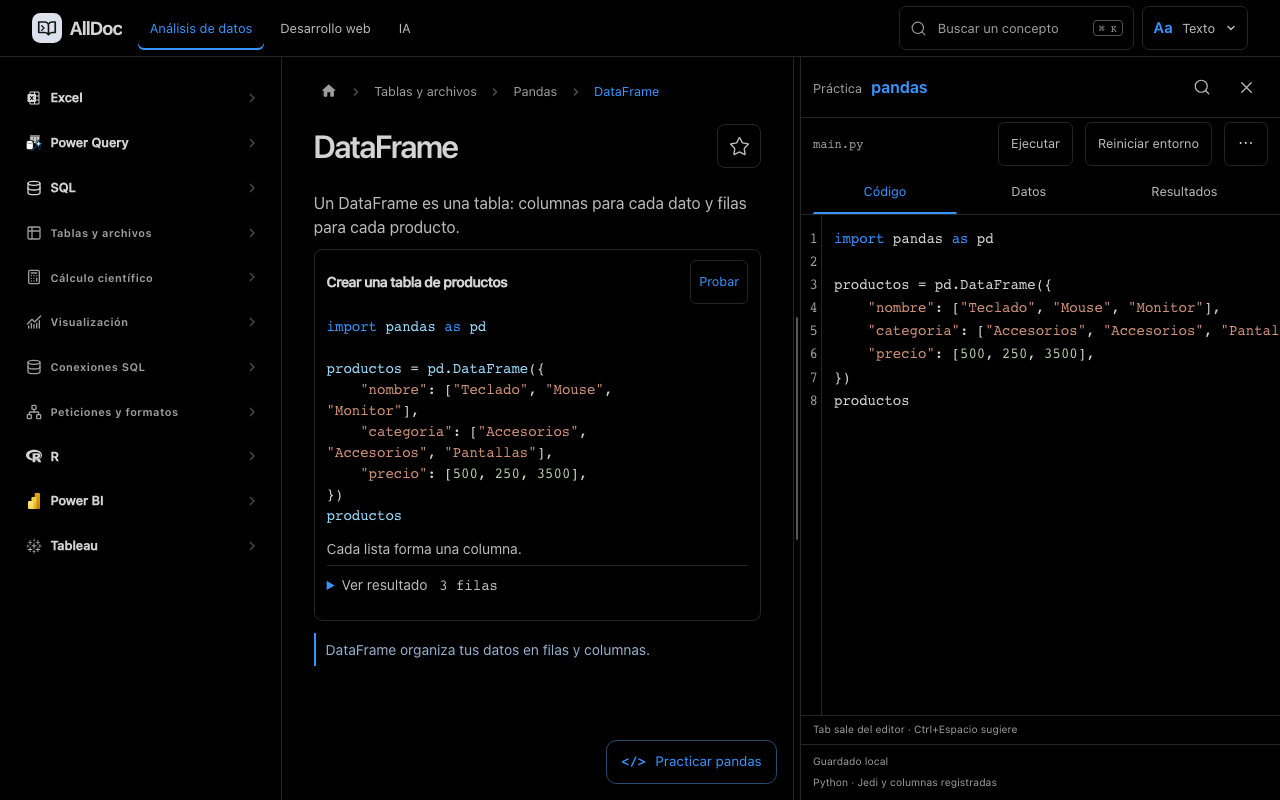 AllDoc
Análisis de datos
Desarrollo web
IA
Buscar un concepto
⌘ K
Aa Texto
Excel
Power Query
SQL
Tablas y archivos
Cálculo científico
Visualización
Conexiones SQL
Peticiones y formatos
R
Power BI
Tableau
Tablas y archivos
Pandas
DataFrame
DataFrame
Un DataFrame es una tabla: columnas para cada dato y filas
para cada producto.
Crear una tabla de productos
Probar
import pandas as pd
productos = pd.DataFrame({
    "nombre": ["Teclado", "Mouse",
"Monitor"],
    "categoria": ["Accesorios",
"Accesorios", "Pantallas"],
    "precio": [500, 250, 3500],
})
productos
Cada lista forma una columna.
Ver resultado 3 filas
DataFrame organiza tus datos en filas y columnas.
</> Practicar pandas
Práctica pandas
main.py
Ejecutar
Reiniciar entorno
...
Código
Datos
Resultados
1 import pandas as pd
2
3 productos = pd.DataFrame({
4     "nombre": ["Teclado", "Mouse", "Monitor"],
5     "categoria": ["Accesorios", "Accesorios", "Pantal
6     "precio": [500, 250, 3500],
7 })
8 productos
Tab sale del editor · Ctrl+Espacio sugiere
Guardado local
Python · Jedi y columnas registradas